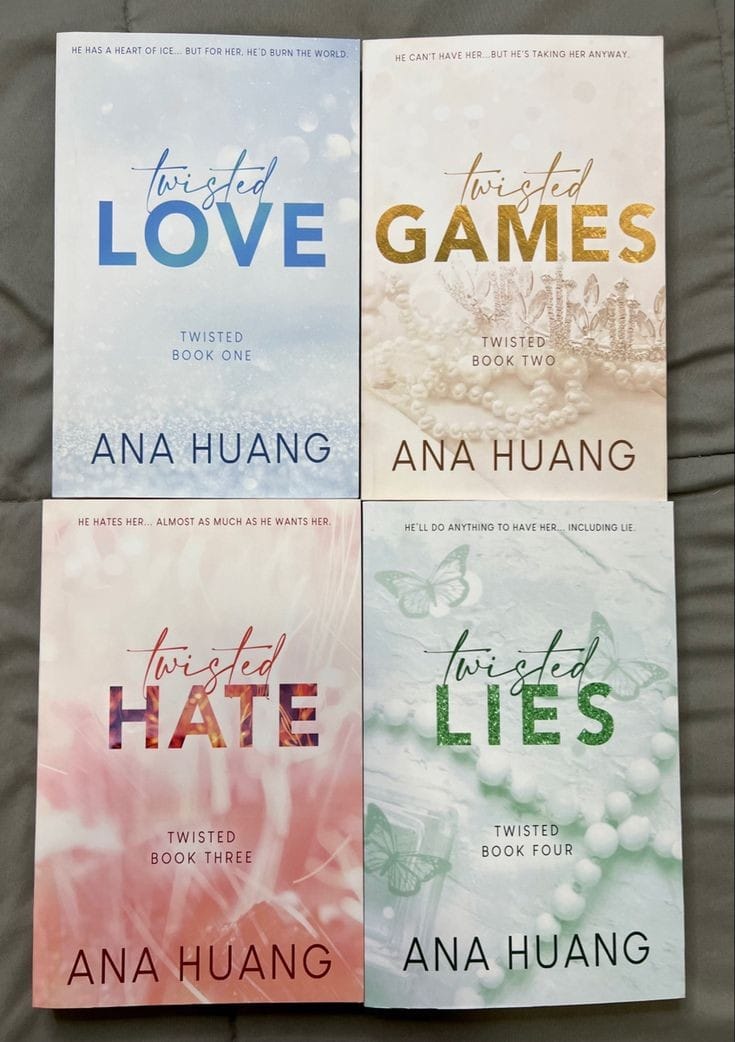 HE HAS A HEART OF ICE... BUT FOR HER, HE'D BURN THE WORLD.
twisted
LOVE
TWISTED
BOOK ONE
ANA HUANG
HE CAN'T HAVE HER...BUT HE'S TAKING HER ANYWAY.
twisted
GAMES
TWISTED
BOOK TWO
ANA HUANG
HE HATES HER... ALMOST AS MUCH AS HE WANTS HER.
twisted
HATE
TWISTED
BOOK THREE
ANA HUANG
HE'LL DO ANYTHING TO HAVE HER... INCLUDING LIE.
twisted
LIES
TWISTED
BOOK FOUR
ANA HUANG